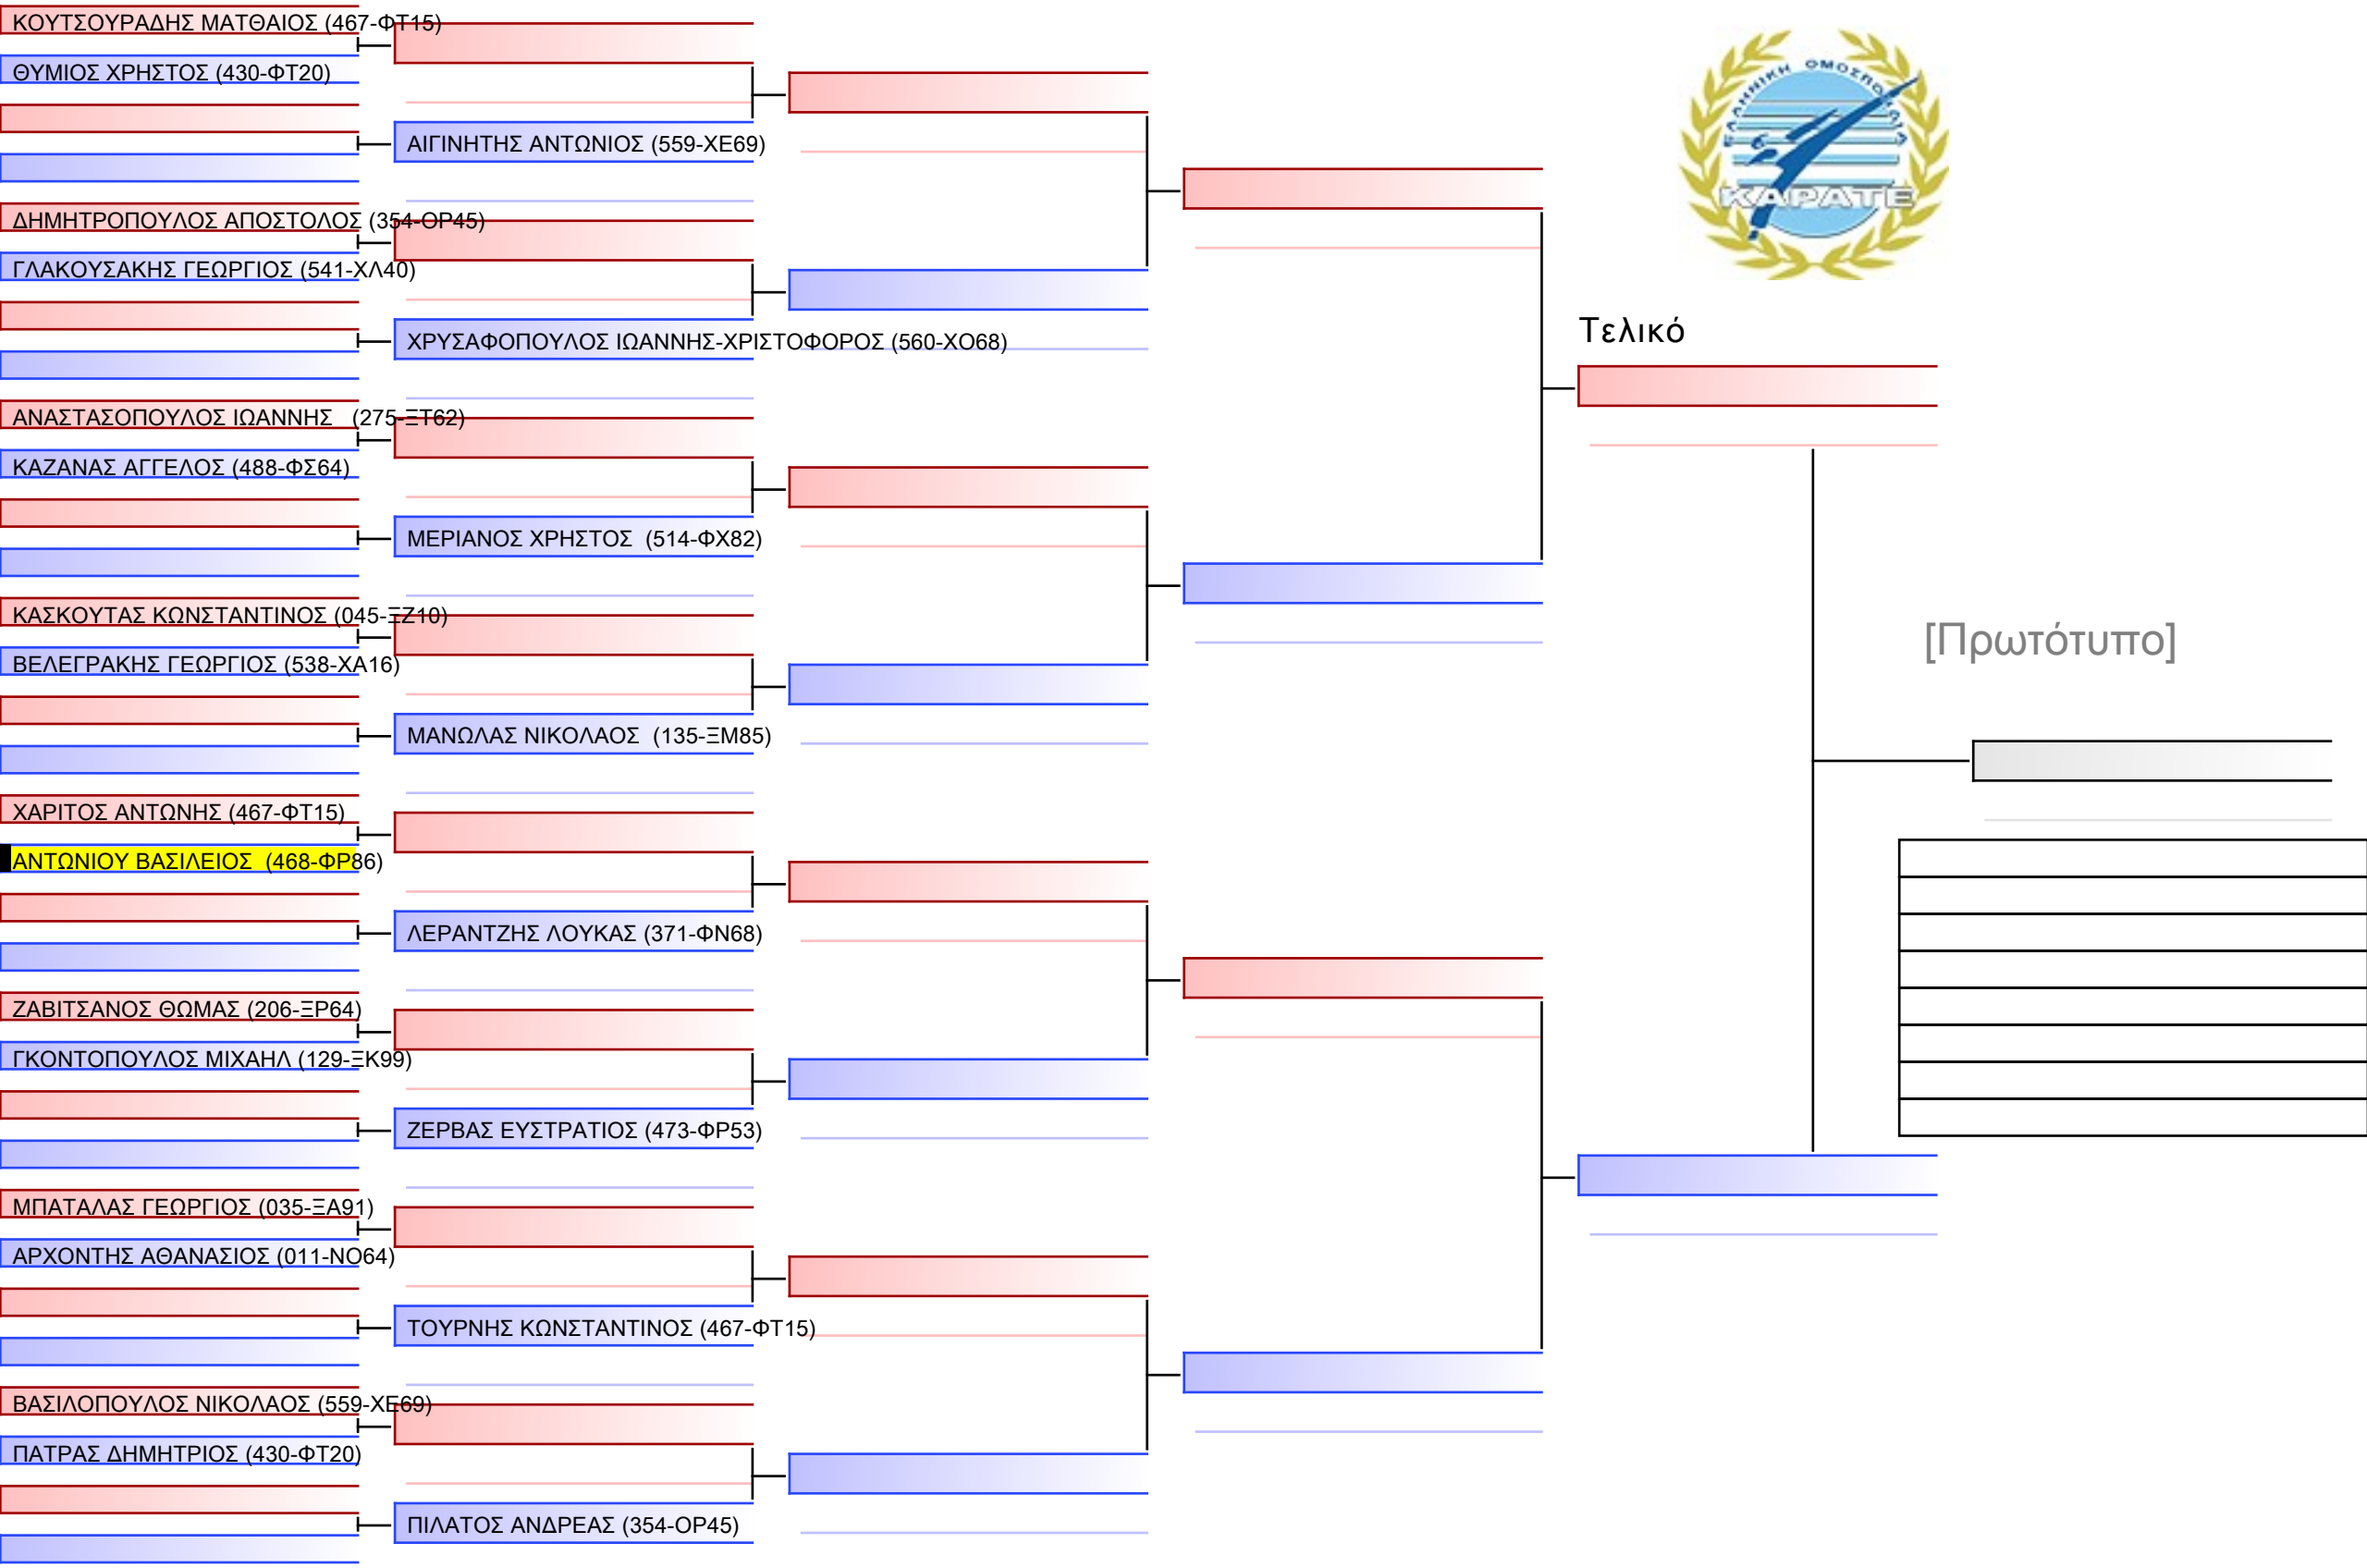 ΚΟΥΤΣΟΥΡΑΔΗΣ ΜΑΤΘΑΙΟΣ (467-ΦΤ15)
ΘΥΜΙΟΣ ΧΡΗΣΤΟΣ (430-ΦΤ20)
ΑΙΓΙΝΗΤΗΣ ΑΝΤΩΝΙΟΣ (559-ΧΕ69)
ΔΗΜΗΤΡΟΠΟΥΛΟΣ ΑΠΟΣΤΟΛΟΣ (354-ΟΡ45)
ΓΛΑΚΟΥΣΑΚΗΣ ΓΕΩΡΓΙΟΣ (541-ΧΛ40)
ΧΡΥΣΑΦΟΠΟΥΛΟΣ ΙΩΑΝΝΗΣ-ΧΡΙΣΤΟΦΟΡΟΣ (560-ΧΟ68)
ΑΝΑΣΤΑΣΟΠΟΥΛΟΣ ΙΩΑΝΝΗΣ (275-ΞΤ62)
ΚΑΖΑΝΑΣ ΑΓΓΕΛΟΣ (488-ΦΣ64)
ΜΕΡΙΑΝΟΣ ΧΡΗΣΤΟΣ (514-ΦΧ82)
ΚΑΣΚΟΥΤΑΣ ΚΩΝΣΤΑΝΤΙΝΟΣ (045-ΞΖ10)
ΒΕΛΕΓΡΑΚΗΣ ΓΕΩΡΓΙΟΣ (538-ΧΑ16)
ΜΑΝΩΛΑΣ ΝΙΚΟΛΑΟΣ (135-ΞΜ85)
ΧΑΡΙΤΟΣ ΑΝΤΩΝΗΣ (467-ΦΤ15)
ΑΝΤΩΝΙΟΥ ΒΑΣΙΛΕΙΟΣ (468-ΦΡ86)
ΛΕΡΑΝΤΖΗΣ ΛΟΥΚΑΣ (371-ΦΝ68)
ΖΑΒΙΤΣΑΝΟΣ ΘΩΜΑΣ (206-ΞΡ64)
ΓΚΟΝΤΟΠΟΥΛΟΣ ΜΙΧΑΗΛ (129-ΞΚ99)
ΖΕΡΒΑΣ ΕΥΣΤΡΑΤΙΟΣ (473-ΦΡ53)
ΜΠΑΤΑΛΑΣ ΓΕΩΡΓΙΟΣ (035-ΞΑ91)
ΑΡΧΟΝΤΗΣ ΑΘΑΝΑΣΙΟΣ (011-ΝΟ64)
ΤΟΥΡΝΗΣ ΚΩΝΣΤΑΝΤΙΝΟΣ (467-ΦΤ15)
ΒΑΣΙΛΟΠΟΥΛΟΣ ΝΙΚΟΛΑΟΣ (559-ΧΕ69)
ΠΑΤΡΑΣ ΔΗΜΗΤΡΙΟΣ (430-ΦΤ20)
ΠΙΛΑΤΟΣ ΑΝΔΡΕΑΣ (354-ΟΡ45)
ΕΛΛΗΝΙΚΗ ΟΜΟΣΠΟΝΔΙΑ
ΚΑΡΑΤΕ
Τελικό
[Πρωτότυπο]